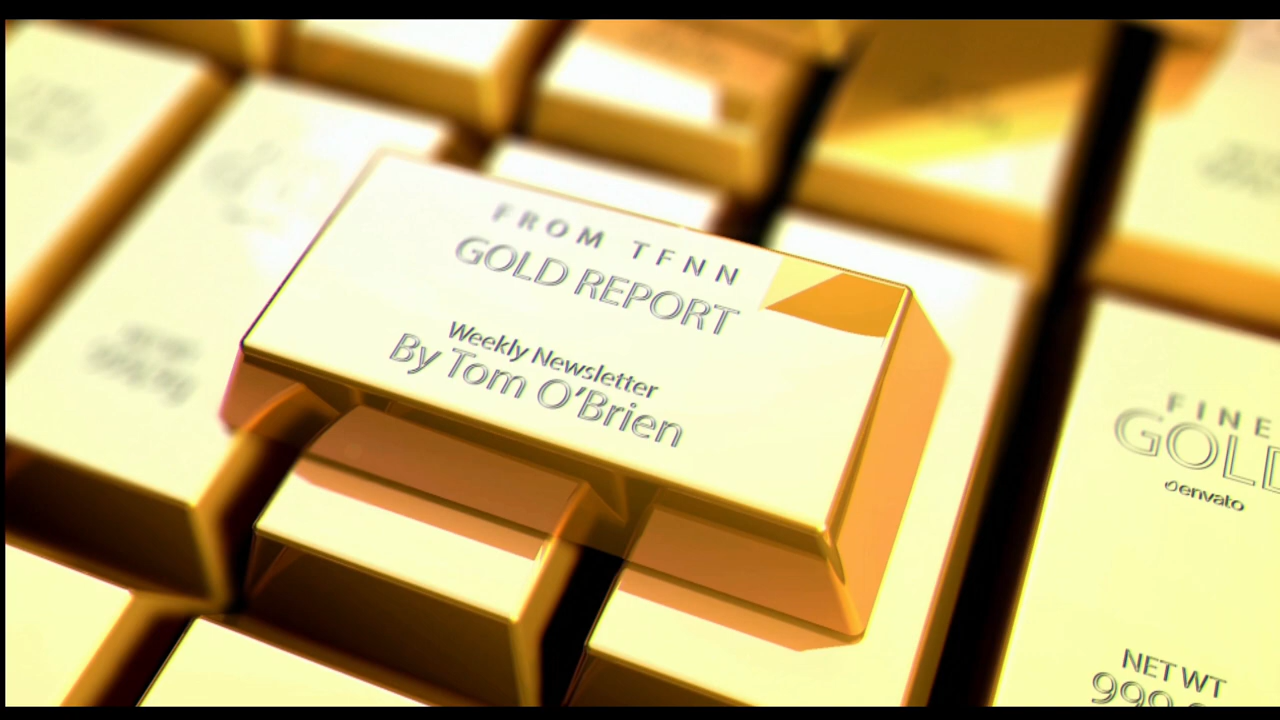 FROM TFNN
GOLD REPORT
Weekly Newsletter
By Tom O'Brien
FINE
GOLD
envato
NET WT